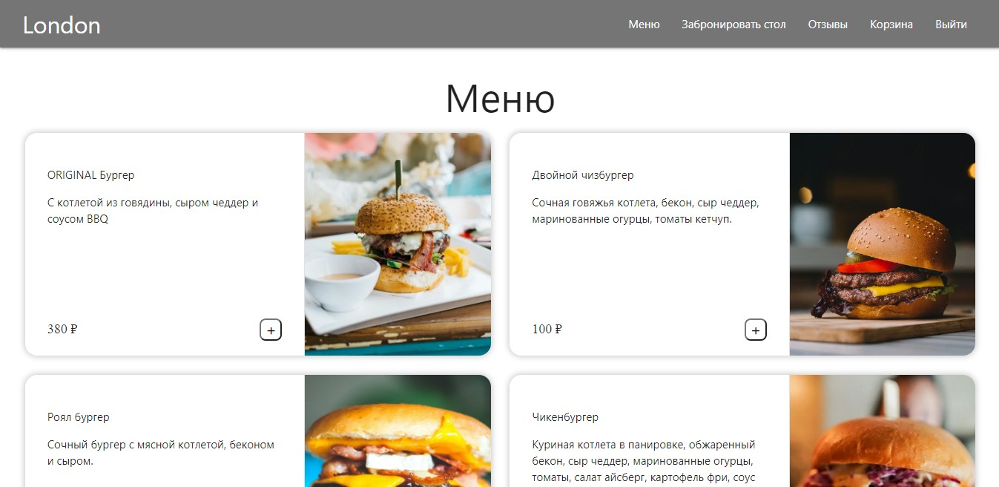 London
Меню Забронировать стол Отзывы Корзина Выйти
Меню
ORIGINAL Бургер
С котлетой из говядины, сыром чеддер и
соусом BBQ
380 ₽
+
Двойной чизбургер
Сочная говяжья котлета, бекон, сыр чеддер,
маринованные огурцы, томаты кетчуп.
100 ₽
+
Роял бургер
Сочный бургер с мясной котлетой, беконом
и сыром.
Чикенбургер
Куриная котлета в панировке, обжаренный
бекон, сыр чеддер, маринованные огурцы,
томаты, салат айсберг, картофель фри, соус